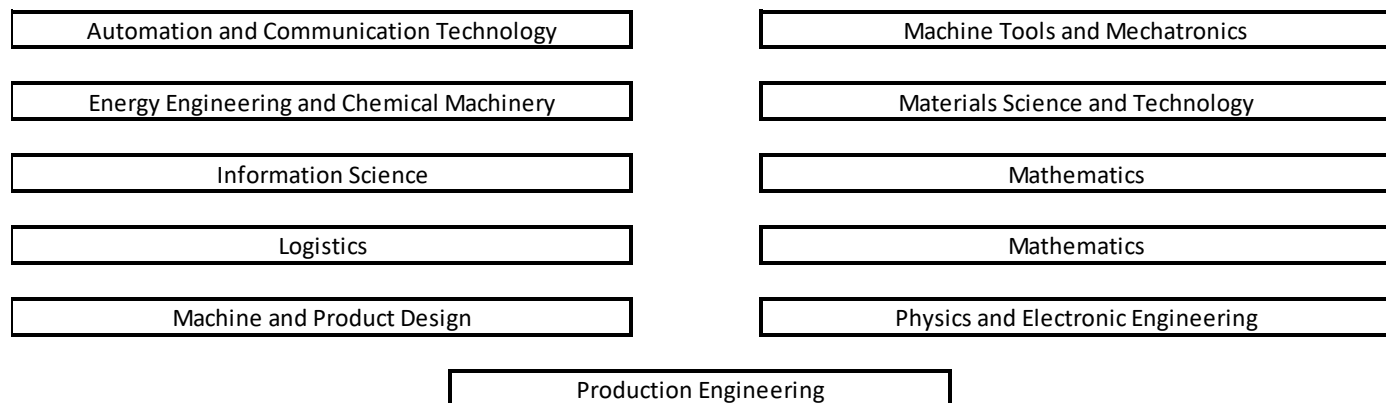 Automation and Communication Technology
Machine Tools and Mechatronics
Energy Engineering and Chemical Machinery
Materials Science and Technology
Information Science
Mathematics
Logistics
Mathematics
Machine and Product Design
Physics and Electronic Engineering
Production Engineering